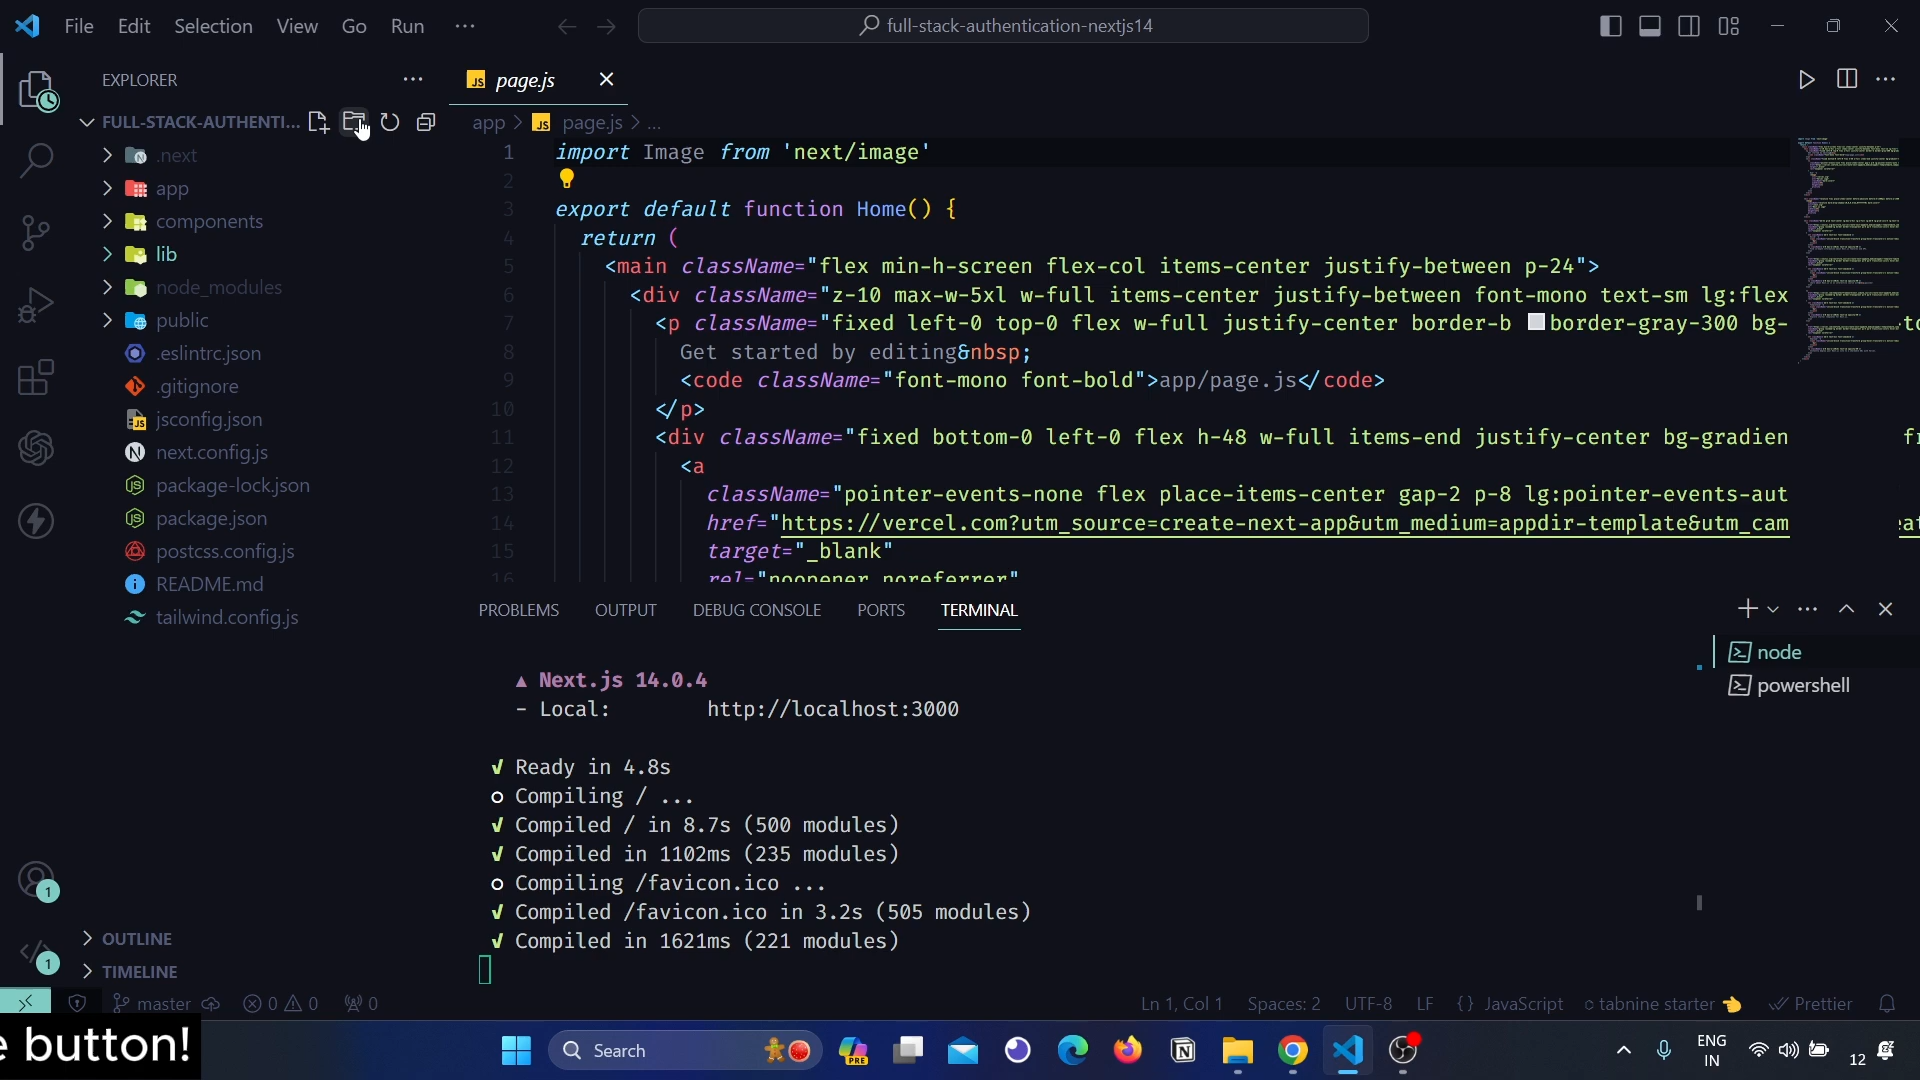 File Edit Selection View Go Run ···
full-stack-authentication-nextjs14
EXPLORER
FULL-STACK-AUTHENTI...
.next
app
components
lib
node_modules
public
.eslintrc.json
.gitignore
jsconfig.json
next.config.js
package-lock.json
package.json
postcss.config.js
README.md
tailwind.config.js
OUTLINE
TIMELINE
JS page.js
app > JS page.js > ...
1 import Image from 'next/image'
2
3 export default function Home() {
4 return (
5 <main className="flex min-h-screen flex-col items-center justify-between p-24">
6 <div className="z-10 max-w-5xl w-full items-center justify-between font-mono text-sm lg:flex
7 <p className="fixed left-0 top-0 flex w-full justify-center border-b border-gray-300 bg-
8 Get started by editing&nbsp;
9 <code className="font-mono font-bold">app/page.js</code>
10 </p>
11 <div className="fixed bottom-0 left-0 flex h-48 w-full items-end justify-center bg-gradien
12 <a
13 className="pointer-events-none flex place-items-center gap-2 p-8 lg:pointer-events-aut
14 href="https://vercel.com?utm_source=create-next-app&utm_medium=appdir-template&utm_cam
15 target="_blank"
16 rel="noopener noreferrer"
PROBLEMS OUTPUT DEBUG CONSOLE PORTS TERMINAL
node
powershell
▲ Next.js 14.0.4
- Local: http://localhost:3000
√ Ready in 4.8s
○ Compiling / ...
√ Compiled / in 8.7s (500 modules)
√ Compiled in 1102ms (235 modules)
○ Compiling /favicon.ico ...
√ Compiled /favicon.ico in 3.2s (505 modules)
√ Compiled in 1621ms (221 modules)
1
1
master 0 0 0
Ln 1, Col 1 Spaces: 2 UTF-8 LF {} JavaScript tabnine starter Prettier
e button!
Search
PRE
ENG
IN
12